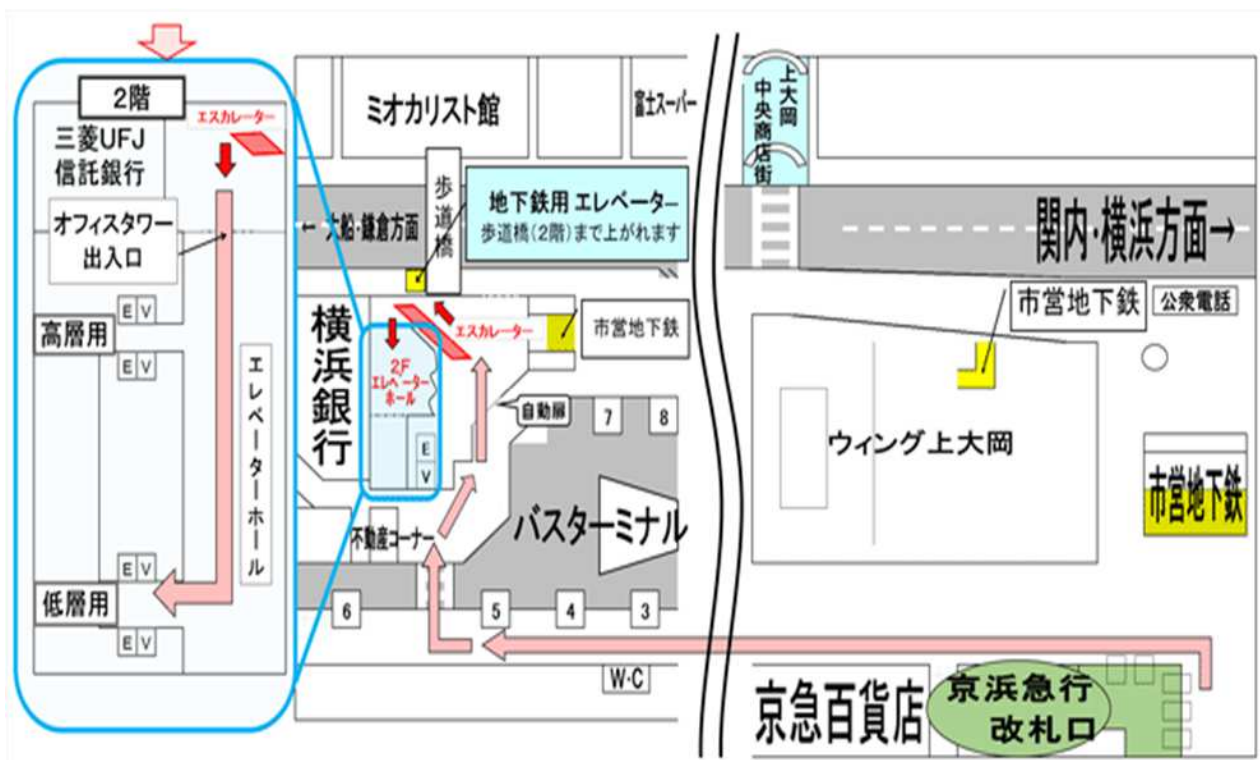 2階
エスカレーター
三菱UFJ
信託銀行
オフィスタワー
出入口
EV
高層用
EV
エレベーターホール
EV
低層用
EV
ミオカリスト館
富士スーパー
上大岡
中央商店街
歩道橋
地下鉄用 エレベーター
歩道橋(2階)まで上がれます
← 大船・鎌倉方面
関内・横浜方面→
横浜銀行
エスカレーター
市営地下鉄
2F
エレベーター
ホール
自動扉
EV
7
8
バスターミナル
不動産コーナー
6
5
4
3
W・C
市営地下鉄
公衆電話
ウィング上大岡
市営地下鉄
京急百貨店
京浜急行
改札口